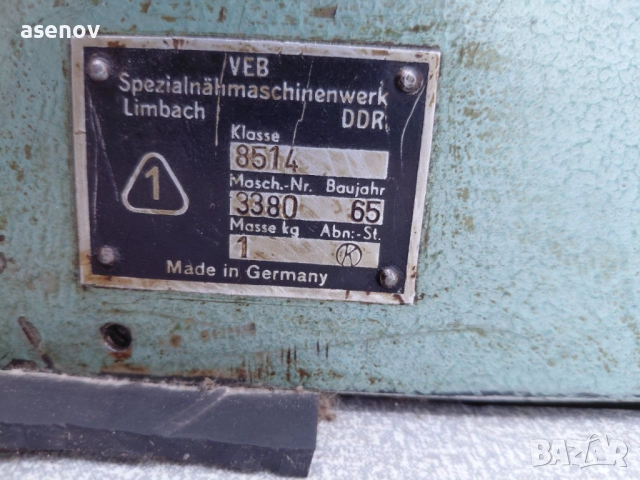 asenov
VEB
Spezialnähmaschinenwerk
Limbach DDR
Klasse
8514
1
Masch.-Nr. Baujahr
3380 65
Masse kg Abn:-St.
1 K
Made in Germany
BAZAR